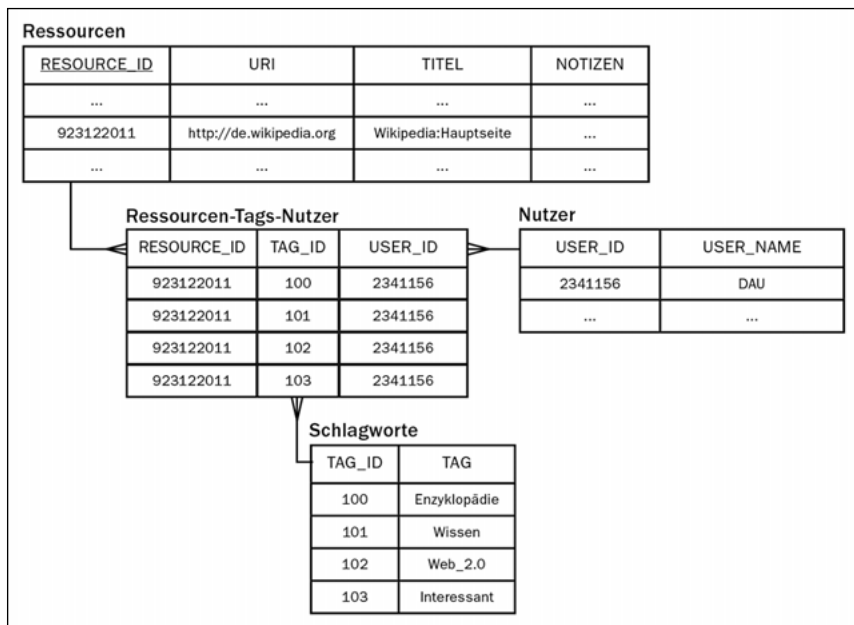 Ressourcen
RESOURCE_ID URI TITEL NOTIZEN
... ... ... ...
923122011 http://de.wikipedia.org Wikipedia:Hauptseite ...
... ... ... ...
Ressourcen-Tags-Nutzer
RESOURCE_ID TAG_ID USER_ID
923122011 100 2341156
923122011 101 2341156
923122011 102 2341156
923122011 103 2341156
Nutzer
USER_ID USER_NAME
2341156 DAU
... ...
Schlagworte
TAG_ID TAG
100 Enzyklopädie
101 Wissen
102 Web_2.0
103 Interessant